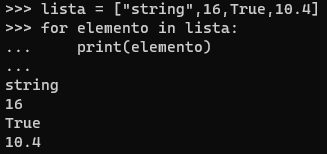 >>> lista = ["string",16,True,10.4]
>>> for elemento in lista:
...     print(elemento)
...
string
16
True
10.4